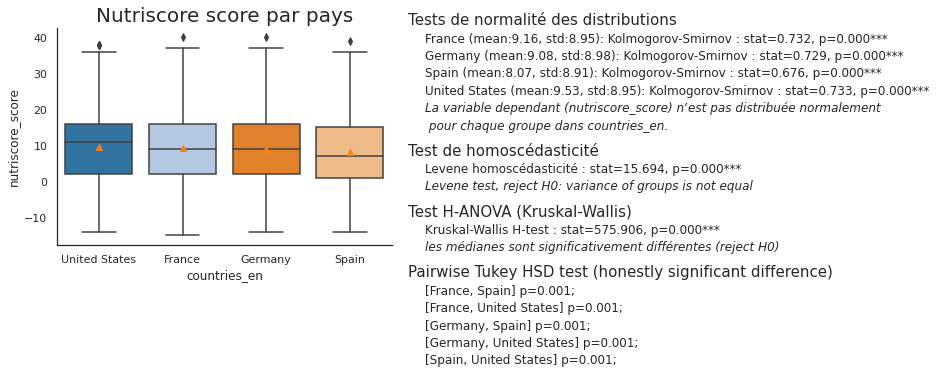 Nutriscore score par pays
nutriscore_score
40
30
20
10
0
−10
United States France Germany Spain
countries_en
Tests de normalité des distributions
France (mean:9.16, std:8.95): Kolmogorov-Smirnov : stat=0.732, p=0.000***
Germany (mean:9.08, std:8.98): Kolmogorov-Smirnov : stat=0.729, p=0.000***
Spain (mean:8.07, std:8.91): Kolmogorov-Smirnov : stat=0.676, p=0.000***
United States (mean:9.53, std:8.95): Kolmogorov-Smirnov : stat=0.733, p=0.000***
La variable dependant (nutriscore_score) n’est pas distribuée normalement
pour chaque groupe dans countries_en.
Test de homoscédasticité
Levene homoscédasticité : stat=15.694, p=0.000***
Levene test, reject H0: variance of groups is not equal
Test H-ANOVA (Kruskal-Wallis)
Kruskal-Wallis H-test : stat=575.906, p=0.000***
les médianes sont significativement différentes (reject H0)
Pairwise Tukey HSD test (honestly significant difference)
[France, Spain] p=0.001;
[France, United States] p=0.001;
[Germany, Spain] p=0.001;
[Germany, United States] p=0.001;
[Spain, United States] p=0.001;